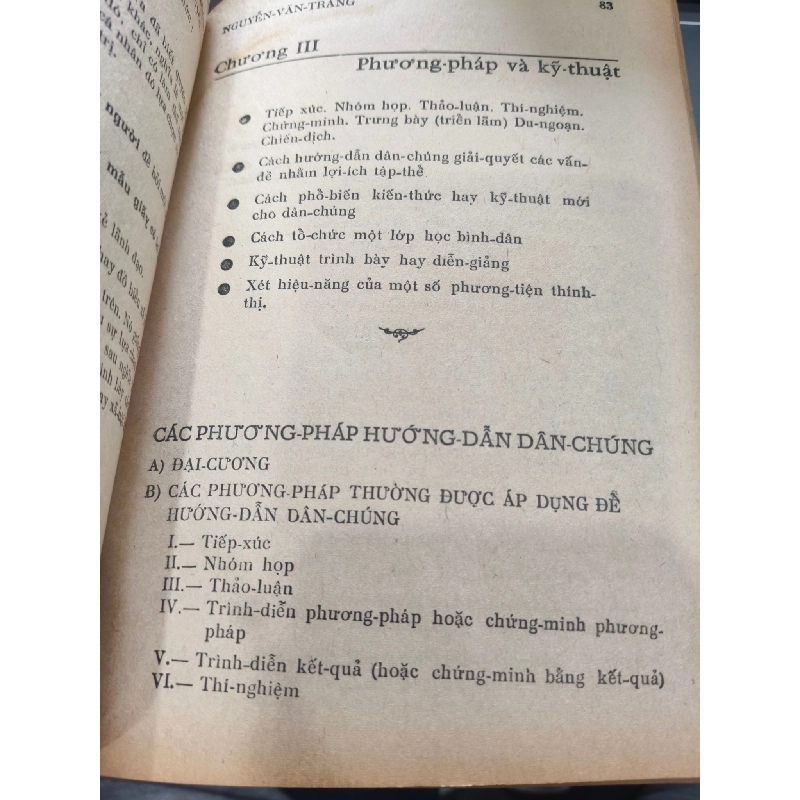 NGUYỄN-VĂN-TRANG
83
Chương III
Phương-pháp và kỹ-thuật
Tiếp xúc. Nhóm họp. Thảo-luận. Thí-nghiệm.
Chứng-minh. Trưng bày (triển lãm) Du-ngoạn.
Chiến-dịch.
Cách hướng-dẫn dân-chúng giải-quyết các vấn-
đề nhằm lợi-ích tập-thể
Cách phổ-biến kiến-thức hay kỹ-thuật mới
cho dân-chúng
Cách tổ-chức một lớp học bình-dân
Kỹ-thuật trình bày hay diễn-giảng
Xét hiệu-năng của một số phương-tiện thính-
thị.
CÁC PHƯƠNG-PHÁP HƯỚNG-DẪN DÂN-CHÚNG
A) ĐẠI-CƯƠNG
B) CÁC PHƯƠNG-PHÁP THƯỜNG ĐƯỢC ÁP DỤNG ĐỂ
HƯỚNG-DẪN DÂN-CHÚNG
I.— Tiếp-xúc
II.— Nhóm họp
III.— Thảo-luận
IV.— Trình-diễn phương-pháp hoặc chứng-minh phương-
pháp
V.— Trình-diễn kết-quả (hoặc chứng-minh bằng kết-quả)
VI.— Thí-nghiệm